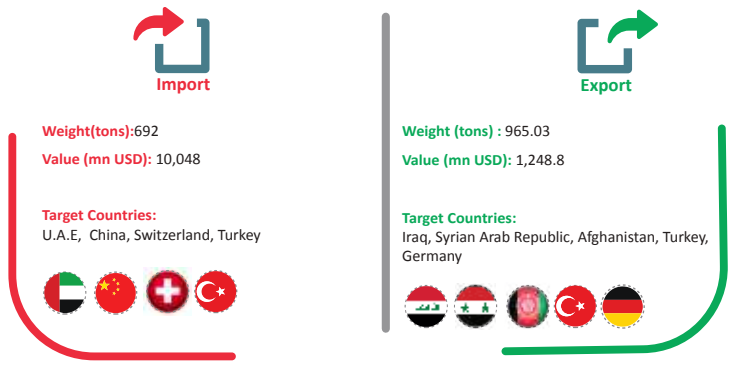 Import
Weight(tons):692
Value (mn USD): 10,048
Target Countries:
U.A.E, China, Switzerland, Turkey
Export
Weight (tons) : 965.03
Value (mn USD): 1,248.8
Target Countries:
Iraq, Syrian Arab Republic, Afghanistan, Turkey,
Germany